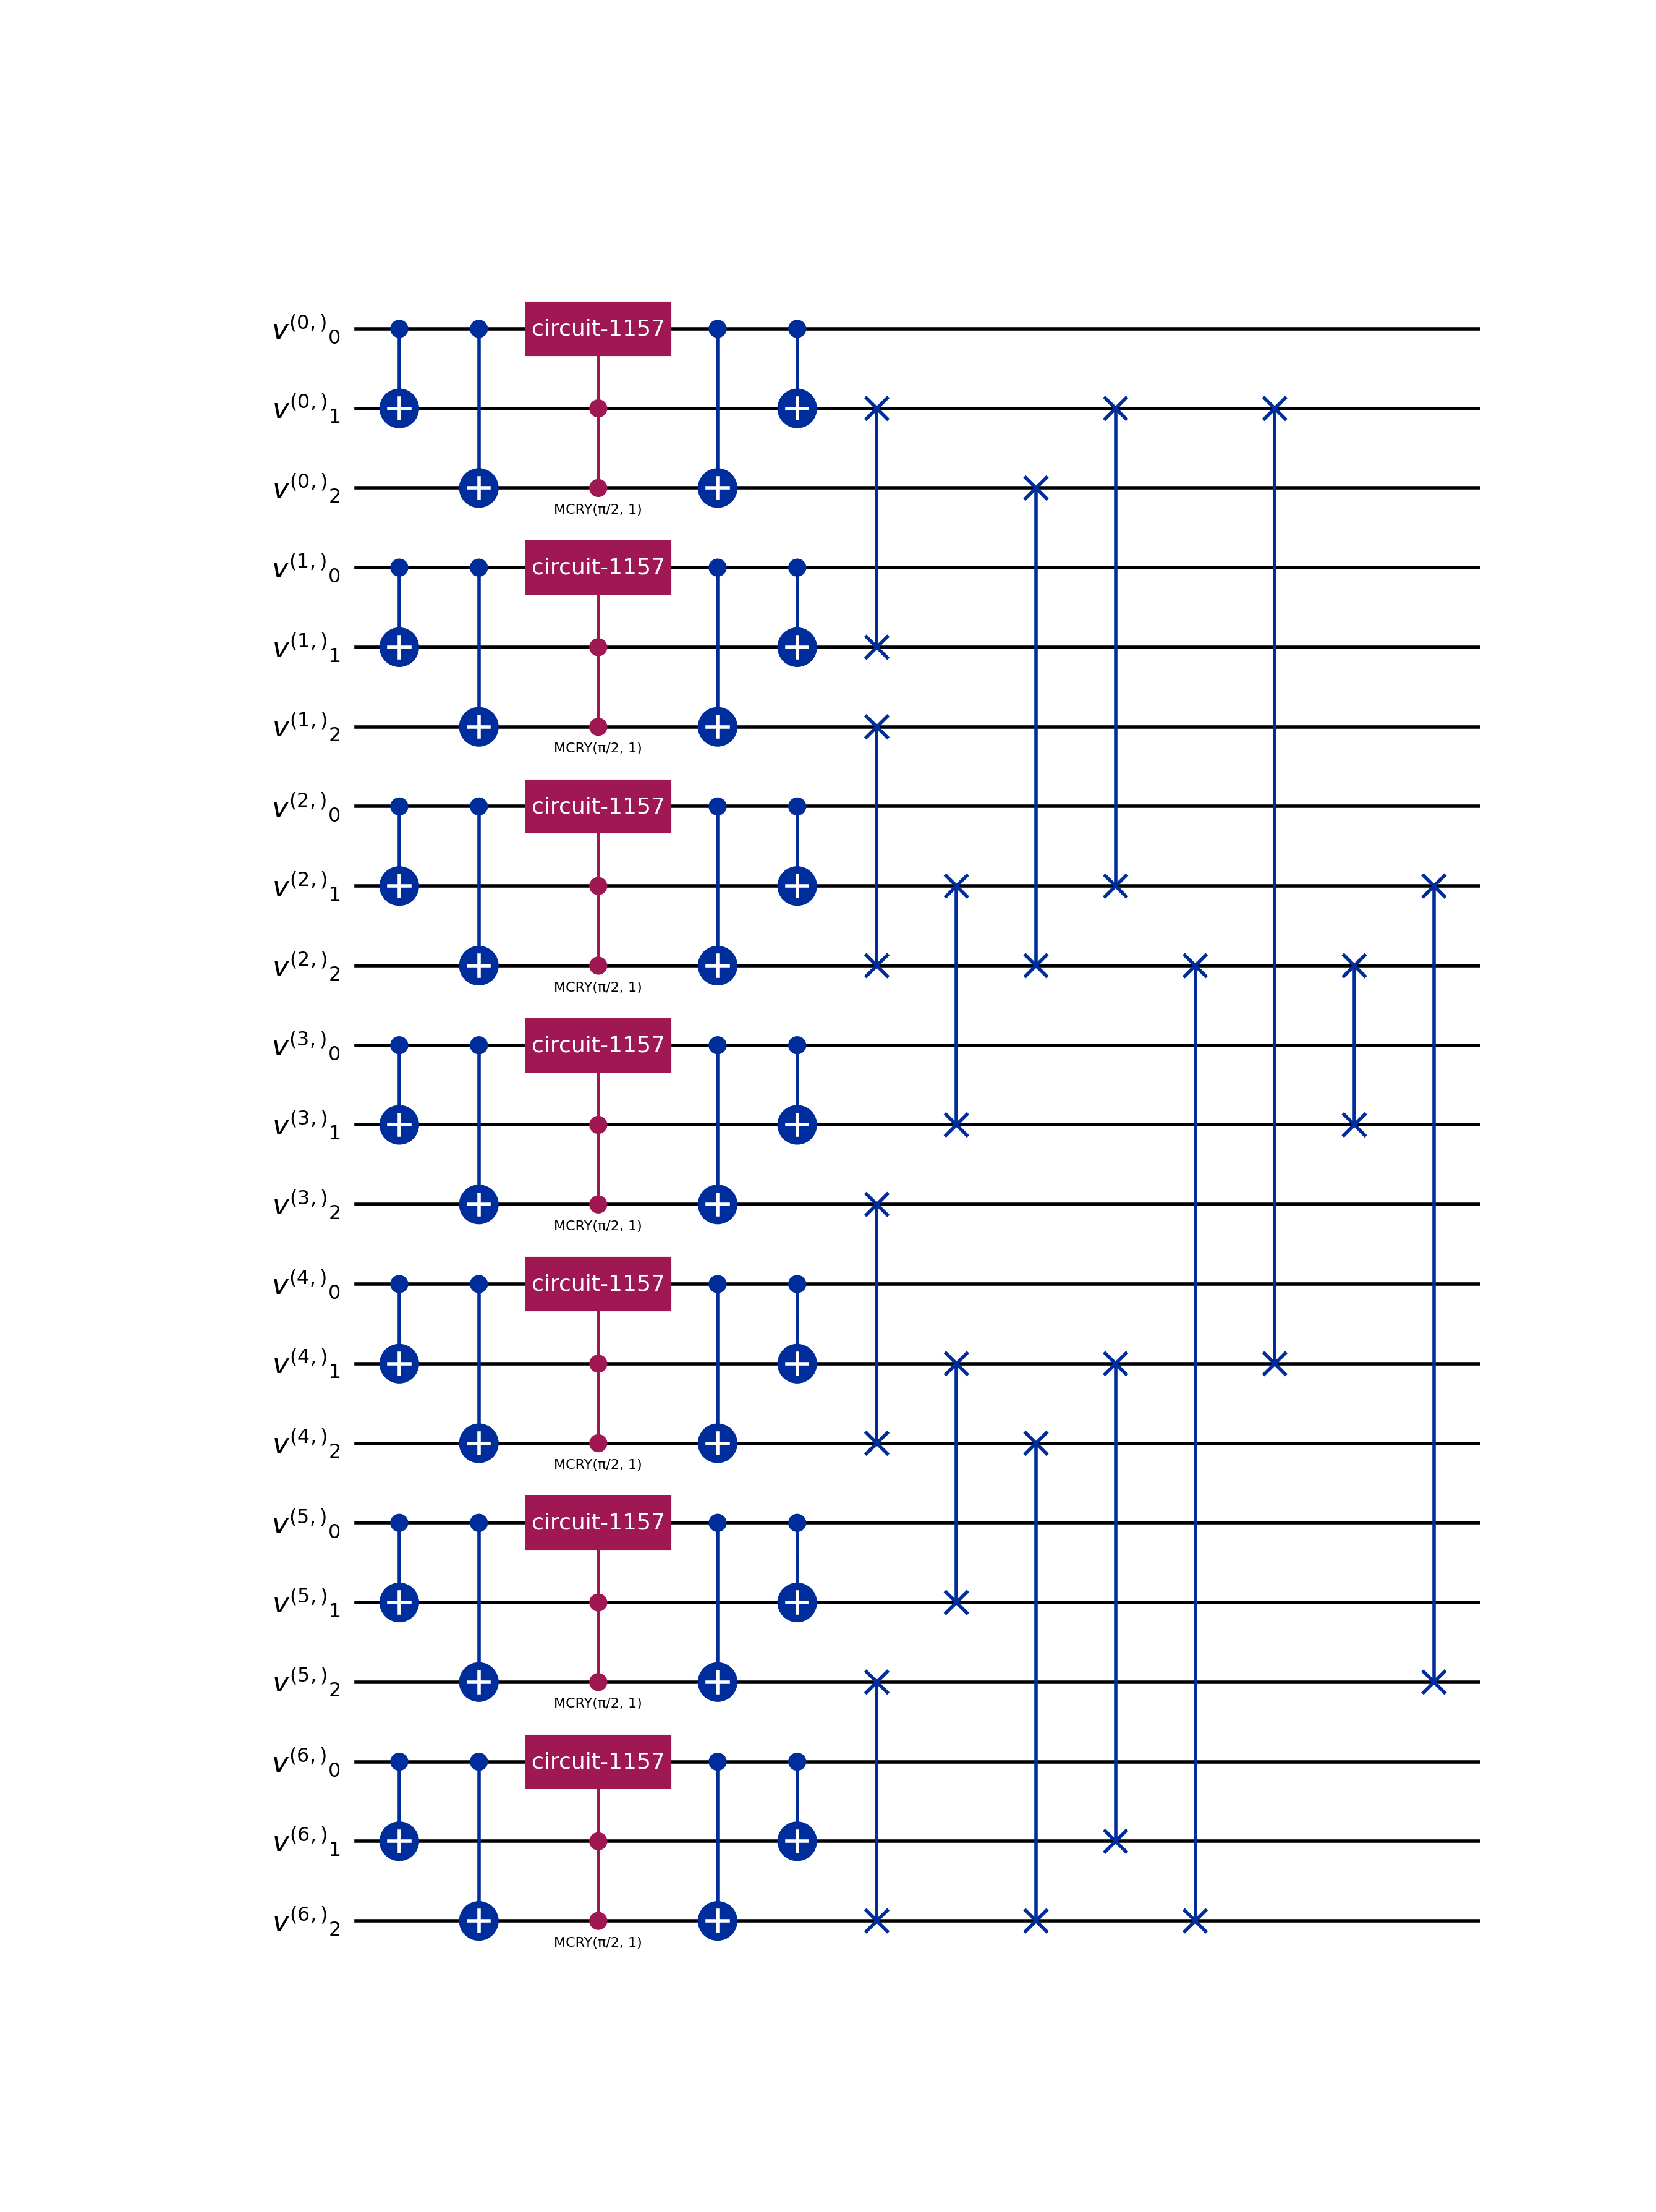 v^(0,)_0
circuit-1157
v^(0,)_1
v^(0,)_2
MCRY(π/2, 1)
v^(1,)_0
circuit-1157
v^(1,)_1
v^(1,)_2
MCRY(π/2, 1)
v^(2,)_0
circuit-1157
v^(2,)_1
v^(2,)_2
MCRY(π/2, 1)
v^(3,)_0
circuit-1157
v^(3,)_1
v^(3,)_2
MCRY(π/2, 1)
v^(4,)_0
circuit-1157
v^(4,)_1
v^(4,)_2
MCRY(π/2, 1)
v^(5,)_0
circuit-1157
v^(5,)_1
v^(5,)_2
MCRY(π/2, 1)
v^(6,)_0
circuit-1157
v^(6,)_1
v^(6,)_2
MCRY(π/2, 1)